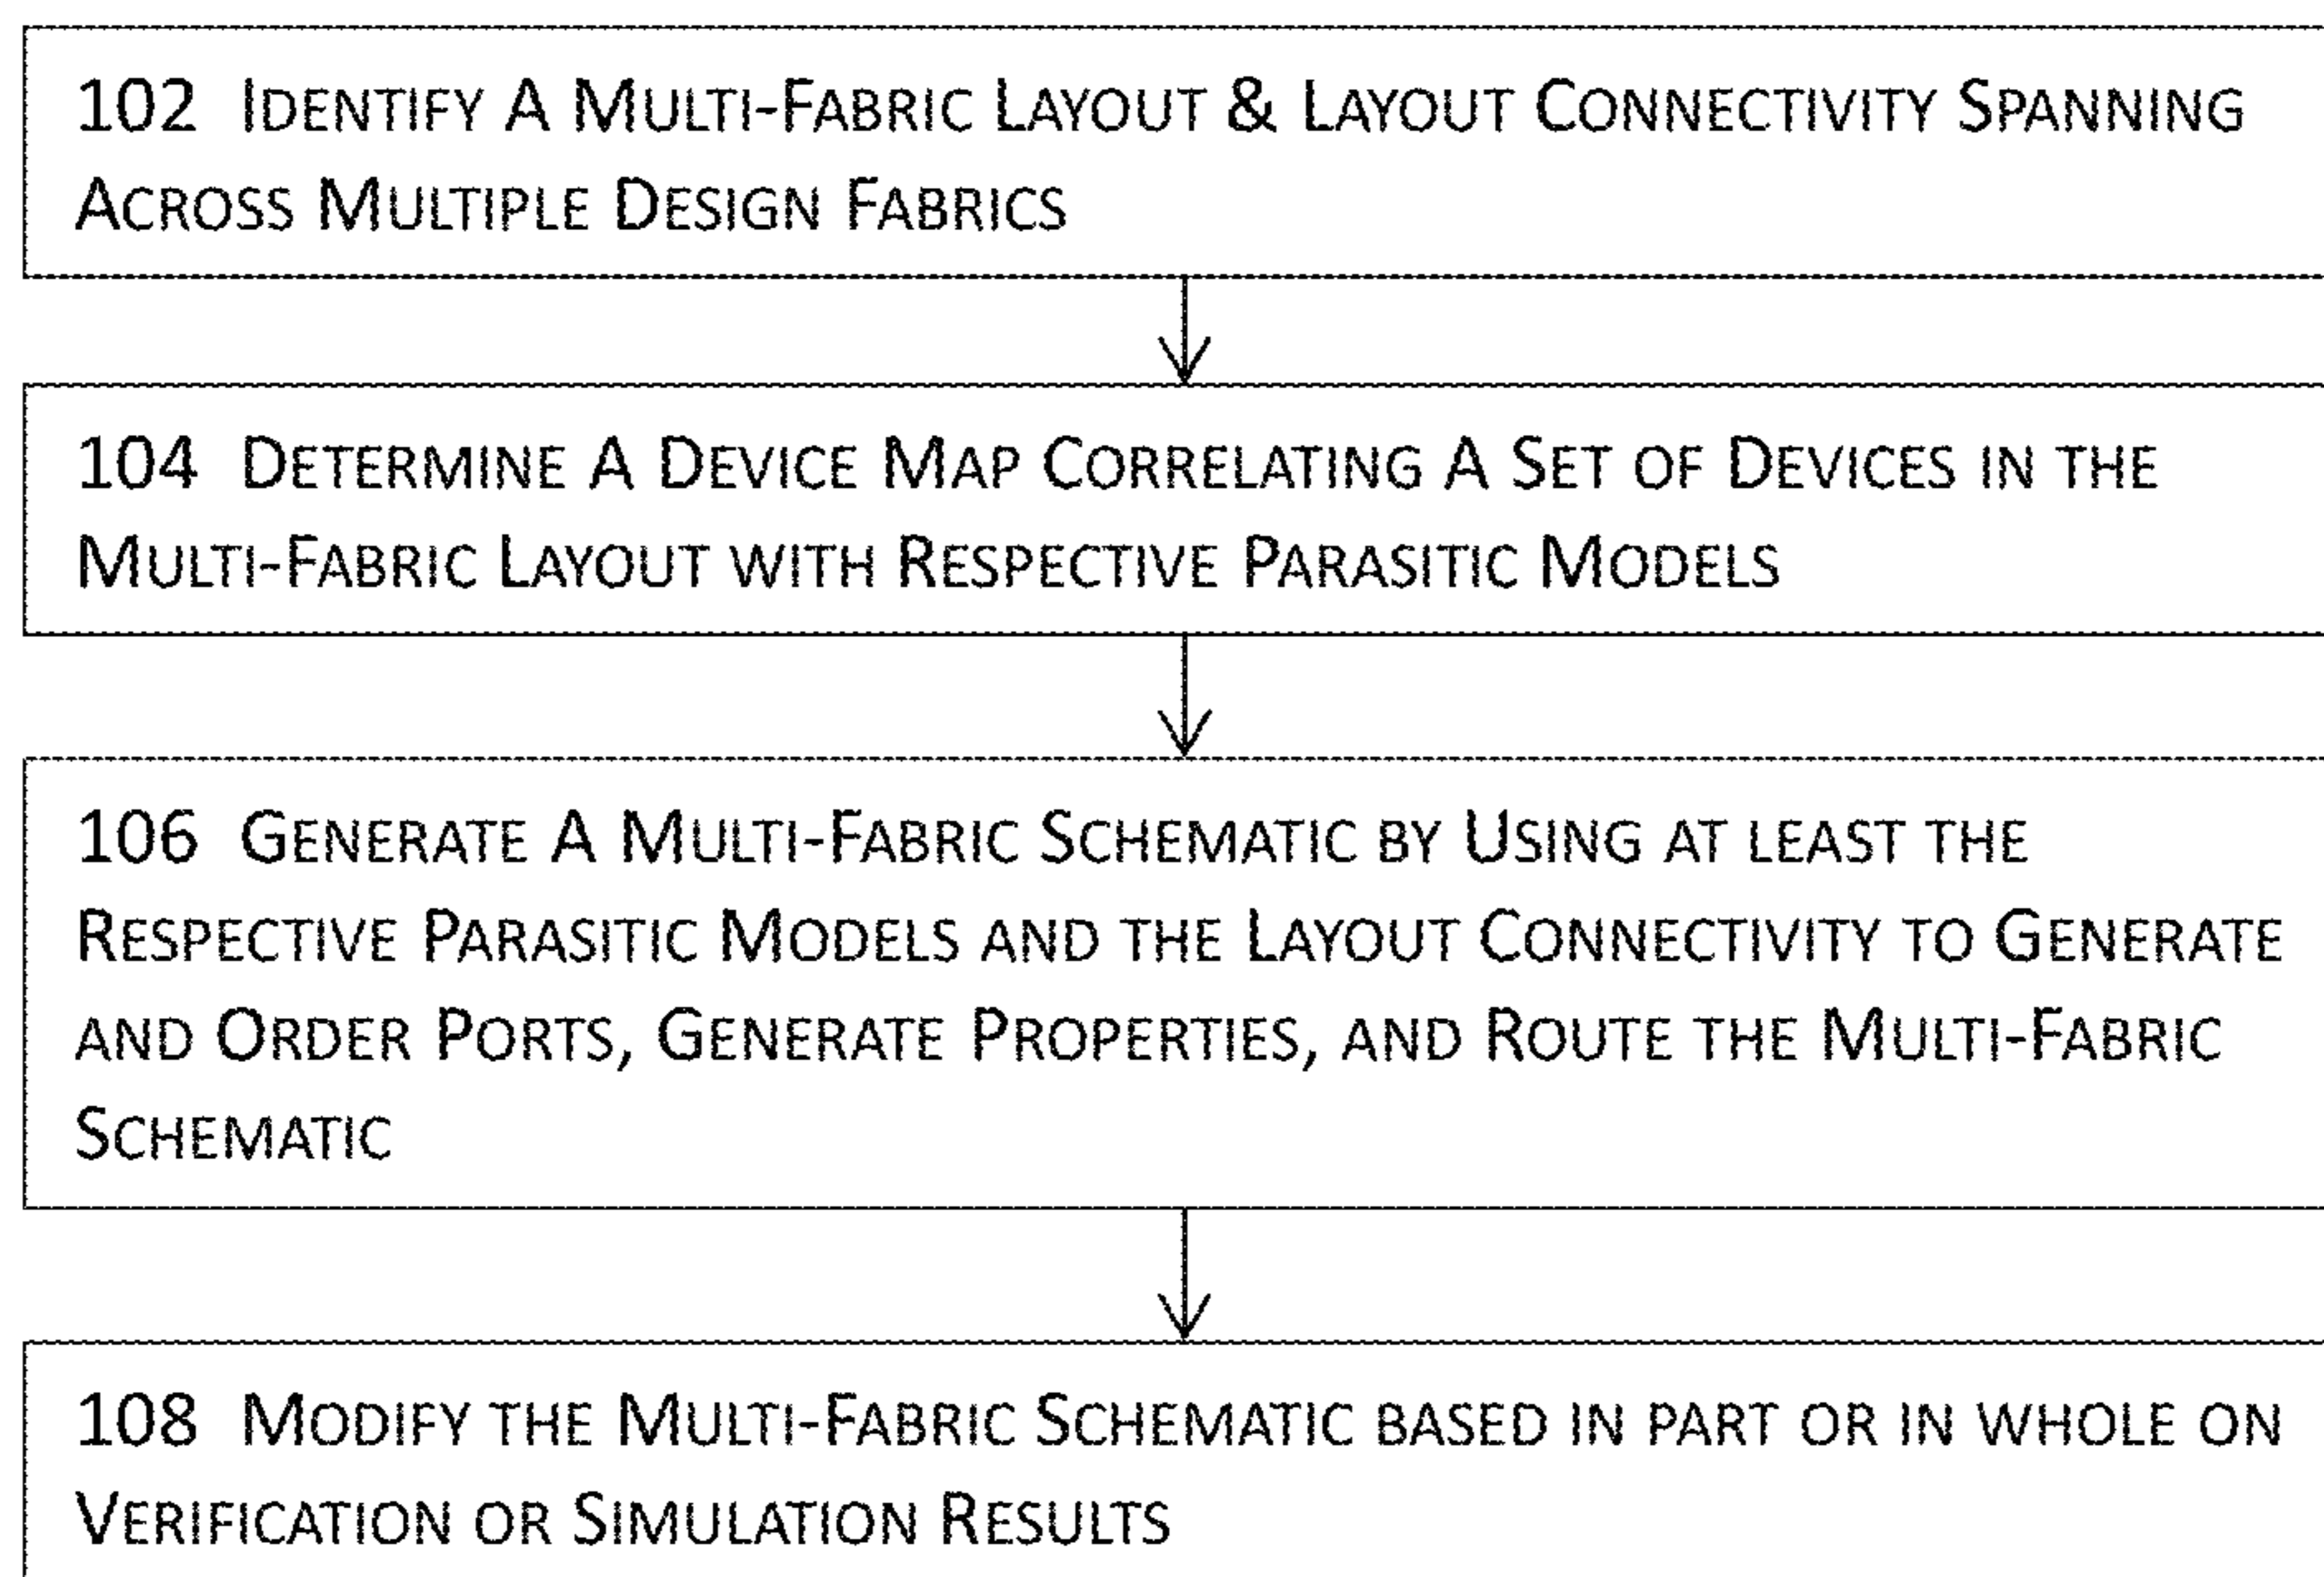 102 Identify A Multi-Fabric Layout & Layout Connectivity Spanning
Across Multiple Design Fabrics
104 Determine A Device Map Correlating A Set of Devices in the
Multi-Fabric Layout with Respective Parasitic Models
106 Generate A Multi-Fabric Schematic by Using at least the
Respective Parasitic Models and the Layout Connectivity to Generate
and Order Ports, Generate Properties, and Route the Multi-Fabric
Schematic
108 Modify the Multi-Fabric Schematic based in part or in whole on
Verification or Simulation Results